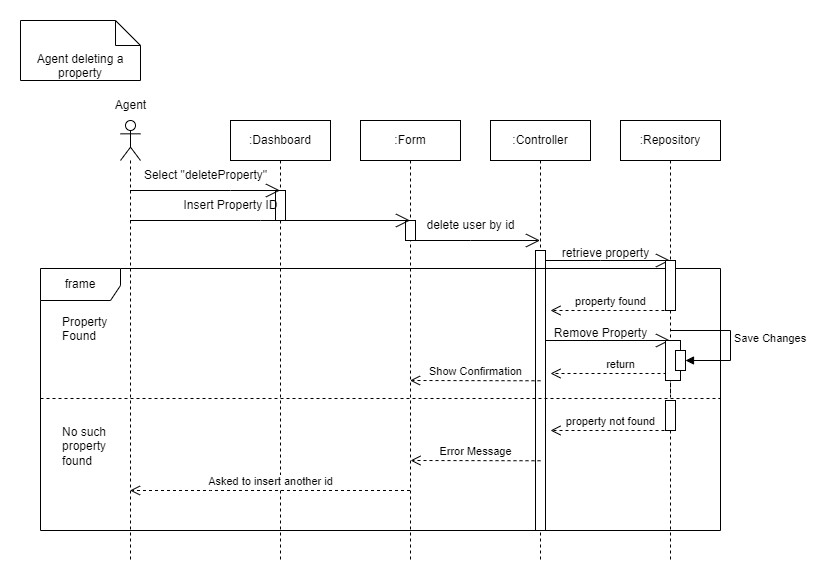 Agent deleting a
property
Agent
:Dashboard
:Form
:Controller
:Repository
Select "deleteProperty"
Insert Property ID
delete user by id
retrieve property
frame
property found
Property
Found
Remove Property
Save Changes
return
Show Confirmation
property not found
No such
property
found
Error Message
Asked to insert another id